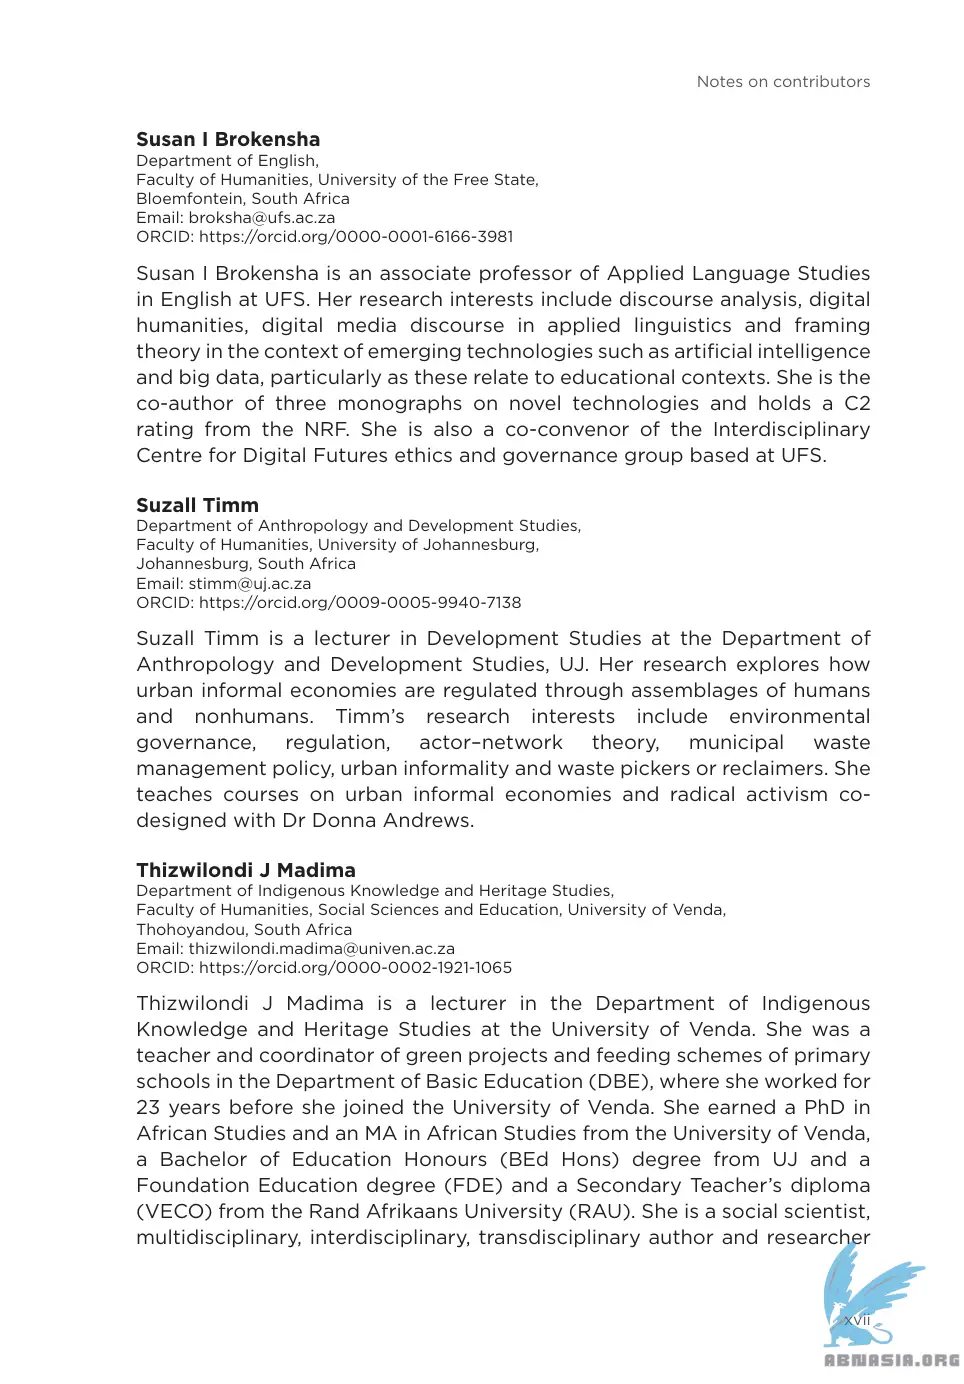 Notes on contributors
Susan I Brokensha
Department of English,
Faculty of Humanities, University of the Free State,
Bloemfontein, South Africa
Email: broksha@ufs.ac.za
ORCID: https://orcid.org/0000-0001-6166-3981
Susan I Brokensha is an associate professor of Applied Language Studies
in English at UFS. Her research interests include discourse analysis, digital
humanities, digital media discourse in applied linguistics and framing
theory in the context of emerging technologies such as artificial intelligence
and big data, particularly as these relate to educational contexts. She is the
co-author of three monographs on novel technologies and holds a C2
rating from the NRF. She is also a co-convenor of the Interdisciplinary
Centre for Digital Futures ethics and governance group based at UFS.
Suzall Timm
Department of Anthropology and Development Studies,
Faculty of Humanities, University of Johannesburg,
Johannesburg, South Africa
Email: stimm@uj.ac.za
ORCID: https://orcid.org/0009-0005-9940-7138
Suzall Timm is a lecturer in Development Studies at the Department of
Anthropology and Development Studies, UJ. Her research explores how
urban informal economies are regulated through assemblages of humans
and nonhumans. Timm’s research interests include environmental
governance, regulation, actor–network theory, municipal waste
management policy, urban informality and waste pickers or reclaimers. She
teaches courses on urban informal economies and radical activism co-
designed with Dr Donna Andrews.
Thizwilondi J Madima
Department of Indigenous Knowledge and Heritage Studies,
Faculty of Humanities, Social Sciences and Education, University of Venda,
Thohoyandou, South Africa
Email: thizwilondi.madima@univen.ac.za
ORCID: https://orcid.org/0000-0002-1921-1065
Thizwilondi J Madima is a lecturer in the Department of Indigenous
Knowledge and Heritage Studies at the University of Venda. She was a
teacher and coordinator of green projects and feeding schemes of primary
schools in the Department of Basic Education (DBE), where she worked for
23 years before she joined the University of Venda. She earned a PhD in
African Studies and an MA in African Studies from the University of Venda,
a Bachelor of Education Honours (BEd Hons) degree from UJ and a
Foundation Education degree (FDE) and a Secondary Teacher’s diploma
(VECO) from the Rand Afrikaans University (RAU). She is a social scientist,
multidisciplinary, interdisciplinary, transdisciplinary author and researcher
xvii
ABNASIA.ORG